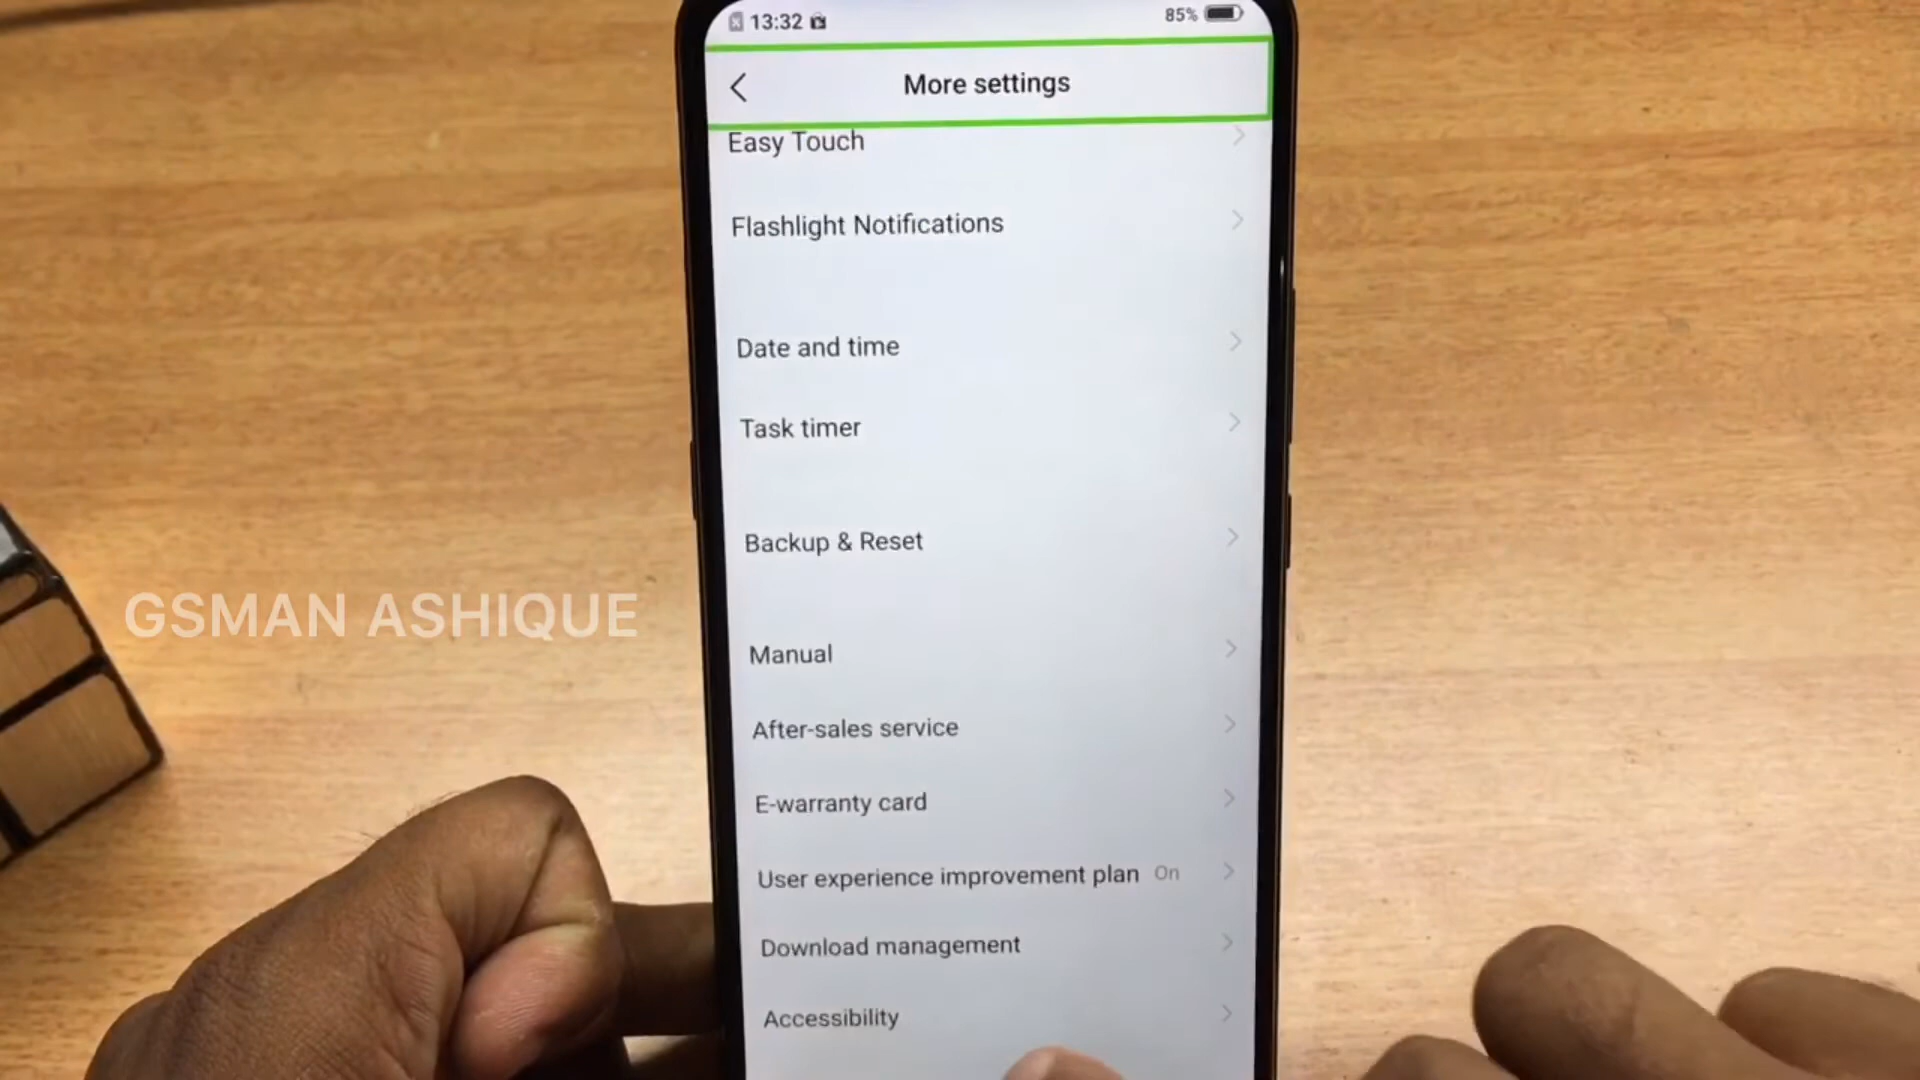 13:32
85%
More settings
Easy Touch
Flashlight Notifications
Date and time
Task timer
Backup & Reset
GSMAN ASHIQUE
Manual
After-sales service
E-warranty card
User experience improvement plan On
Download management
Accessibility